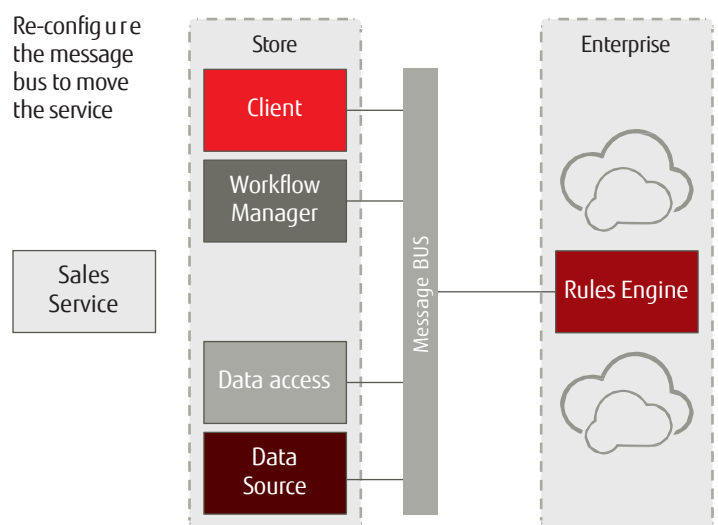 Re-configure
the message
bus to move
the service
Store
Enterprise
Client
Workflow
Manager
Sales
Service
Message BUS
Rules Engine
Data access
Data
Source